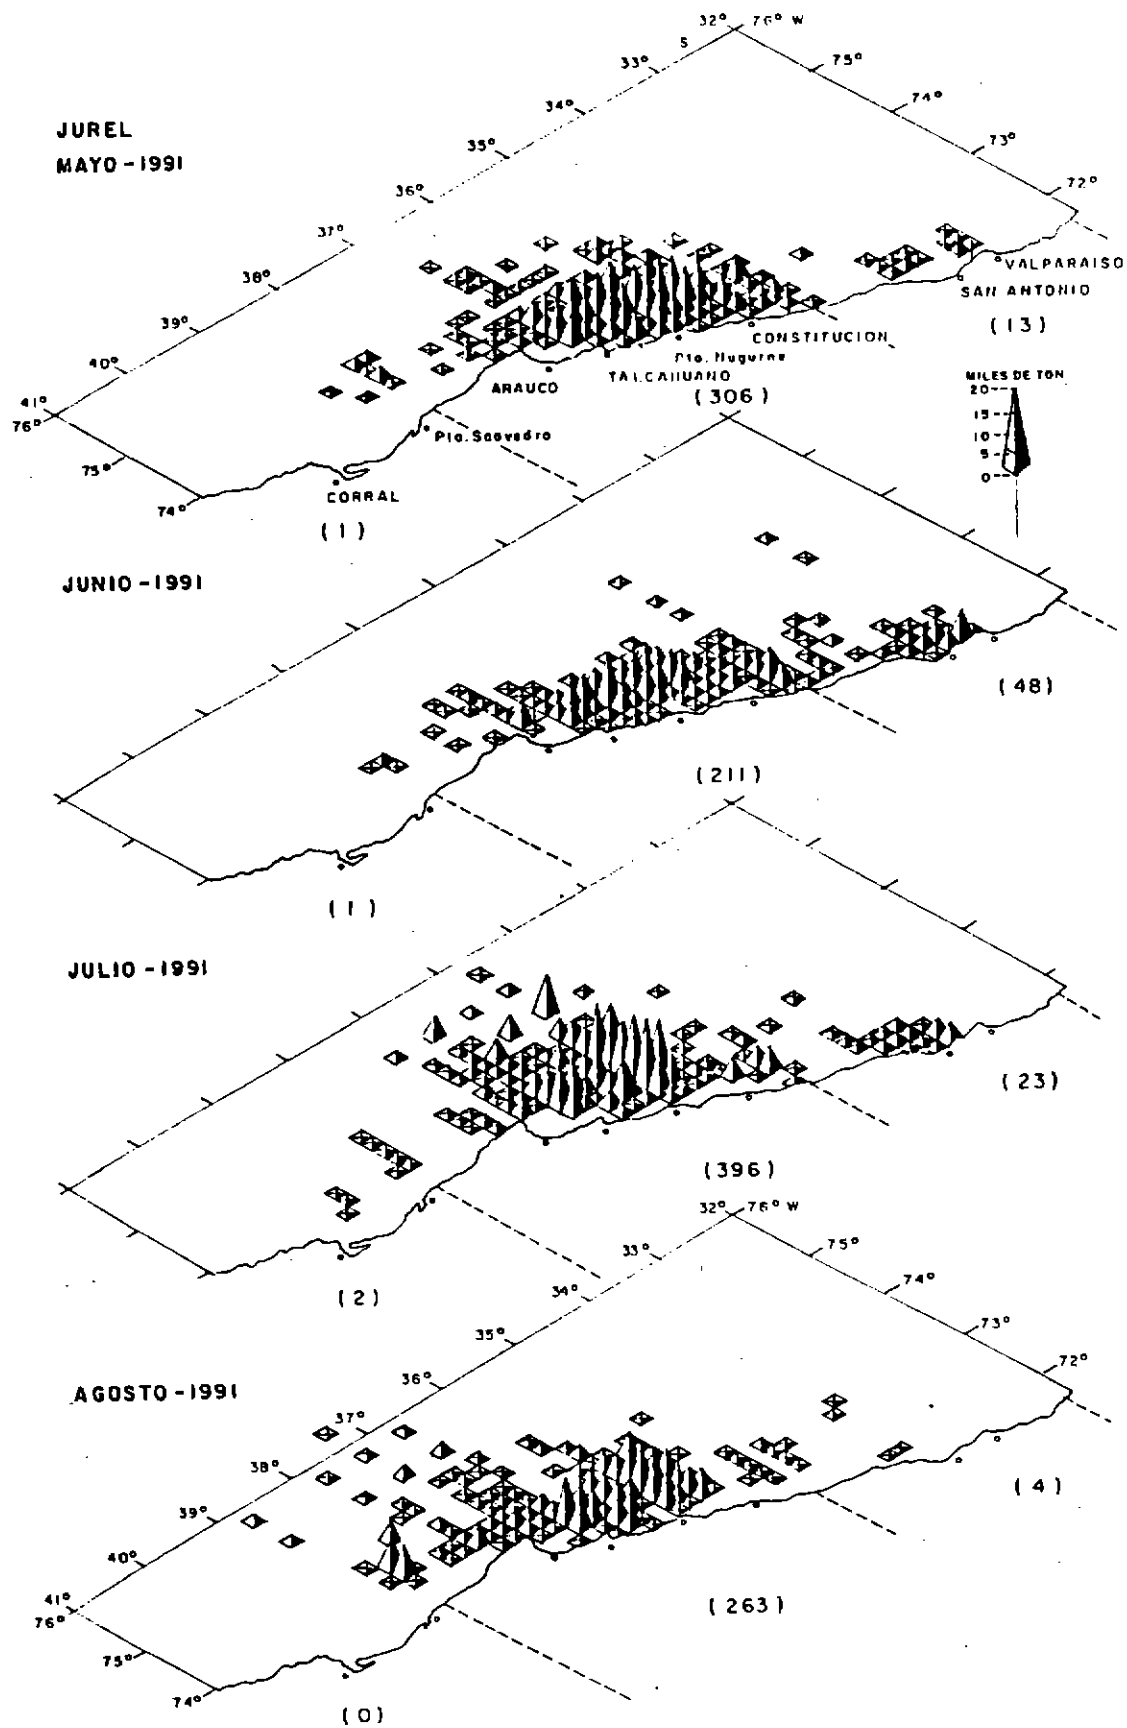 32° 76° W
S
33° 75°
34° 74°
35° 73°
36° 72°
37°
38°
39°
40°
41°
76°
75°
74°
JUREL
MAYO - 1991
VALPARAISO
SAN ANTONIO
(13)
CONSTITUCION
TALCAHUANO
ARAUCO
(306)
Pto. Saavedra
CORRAL
(1)
MILES DE TON
20
15
10
5
0
JUNIO - 1991
(48)
(211)
(1)
JULIO - 1991
(23)
(396)
(2)
32° 76° W
33° 75°
34° 74°
35° 73°
36° 72°
37°
38°
39°
40°
41°
76°
75°
74°
AGOSTO - 1991
(4)
(263)
(0)